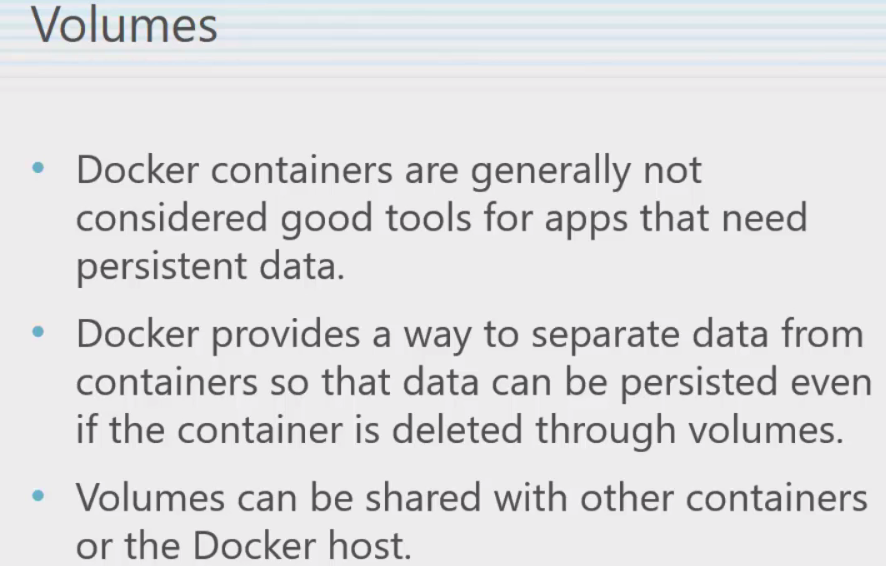 Volumes
• Docker containers are generally not
considered good tools for apps that need
persistent data.
• Docker provides a way to separate data from
containers so that data can be persisted even
if the container is deleted through volumes.
• Volumes can be shared with other containers
or the Docker host.